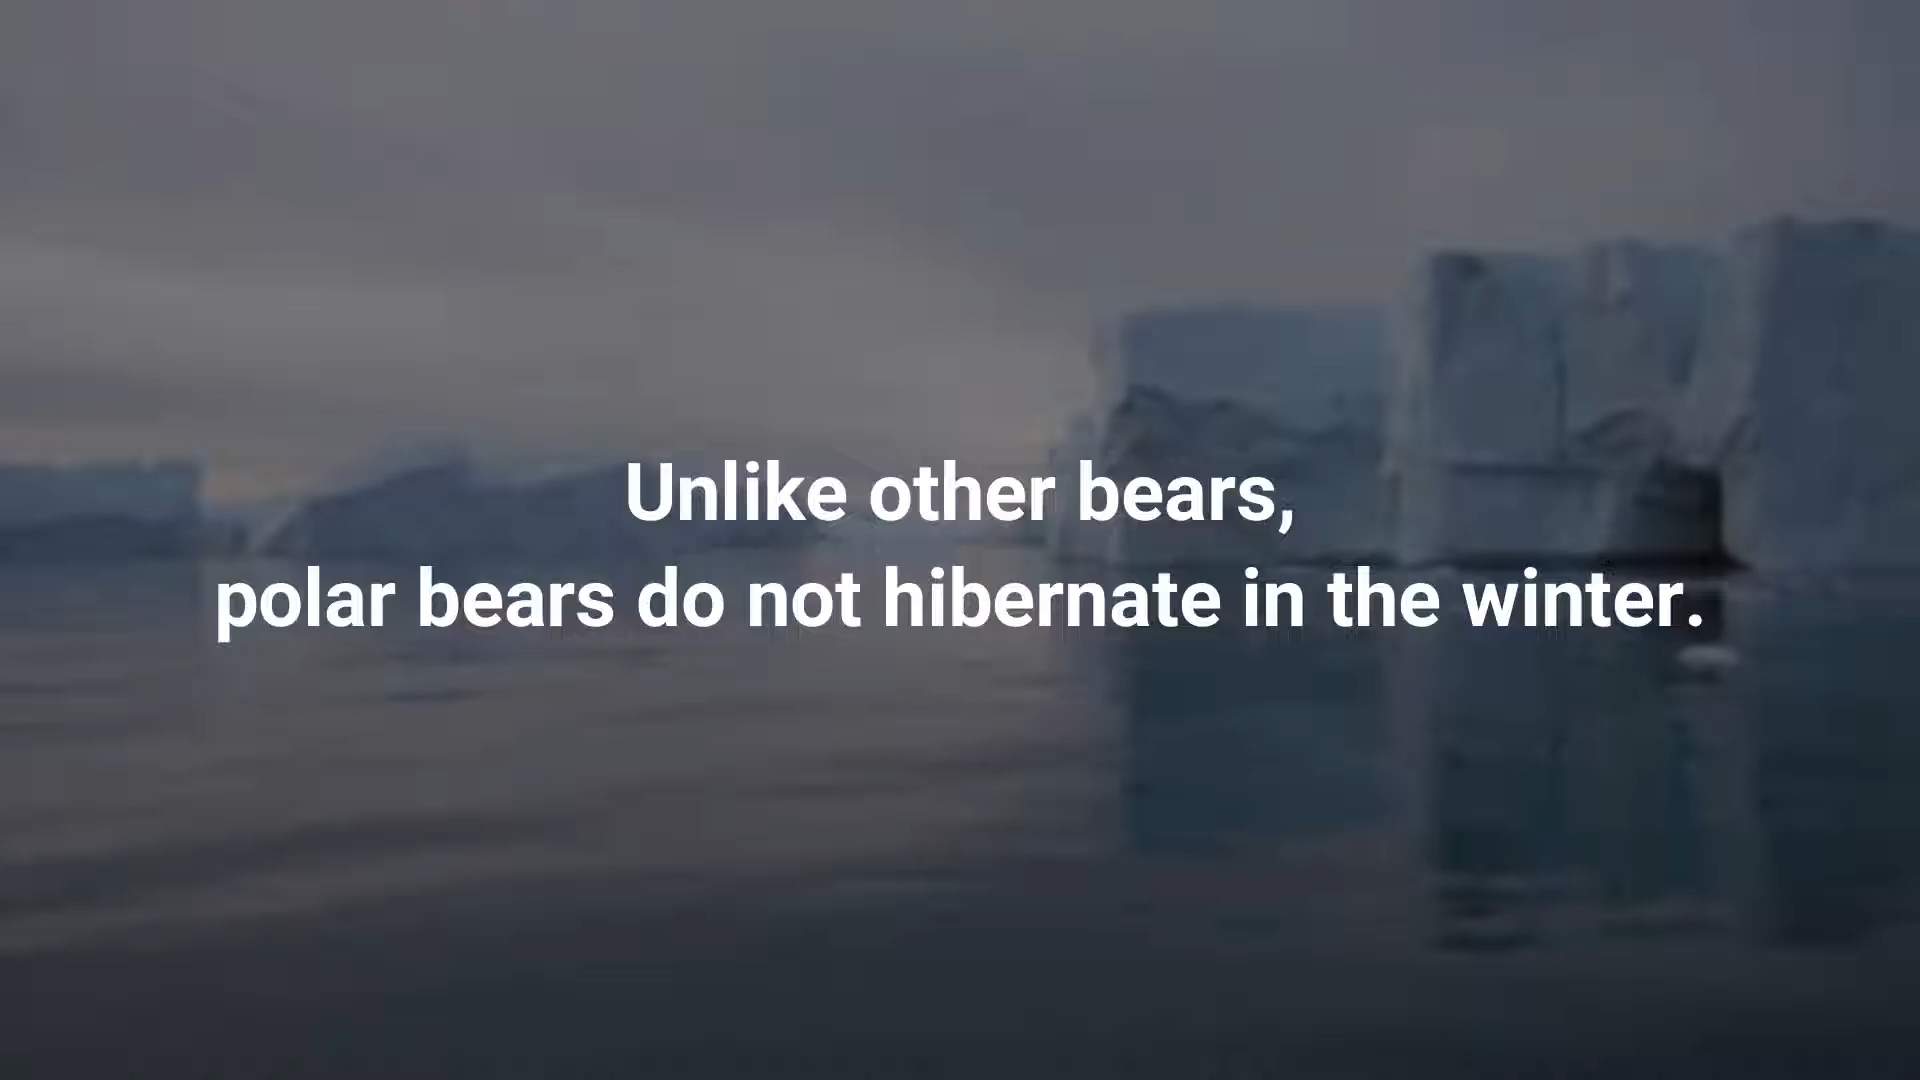 Unlike other bears,
polar bears do not hibernate in the winter.